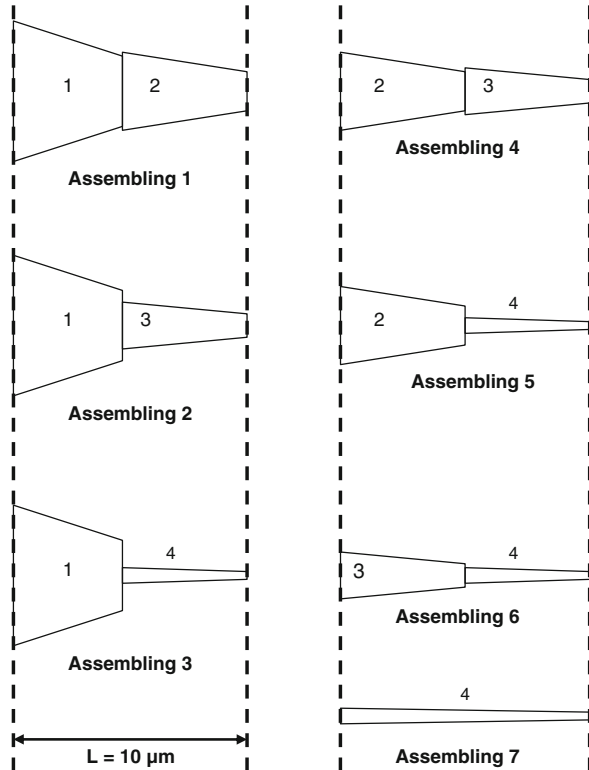 1
2
Assembling 1
1
3
Assembling 2
1
4
Assembling 3
L = 10 µm
2
3
Assembling 4
2
4
Assembling 5
3
4
Assembling 6
4
Assembling 7